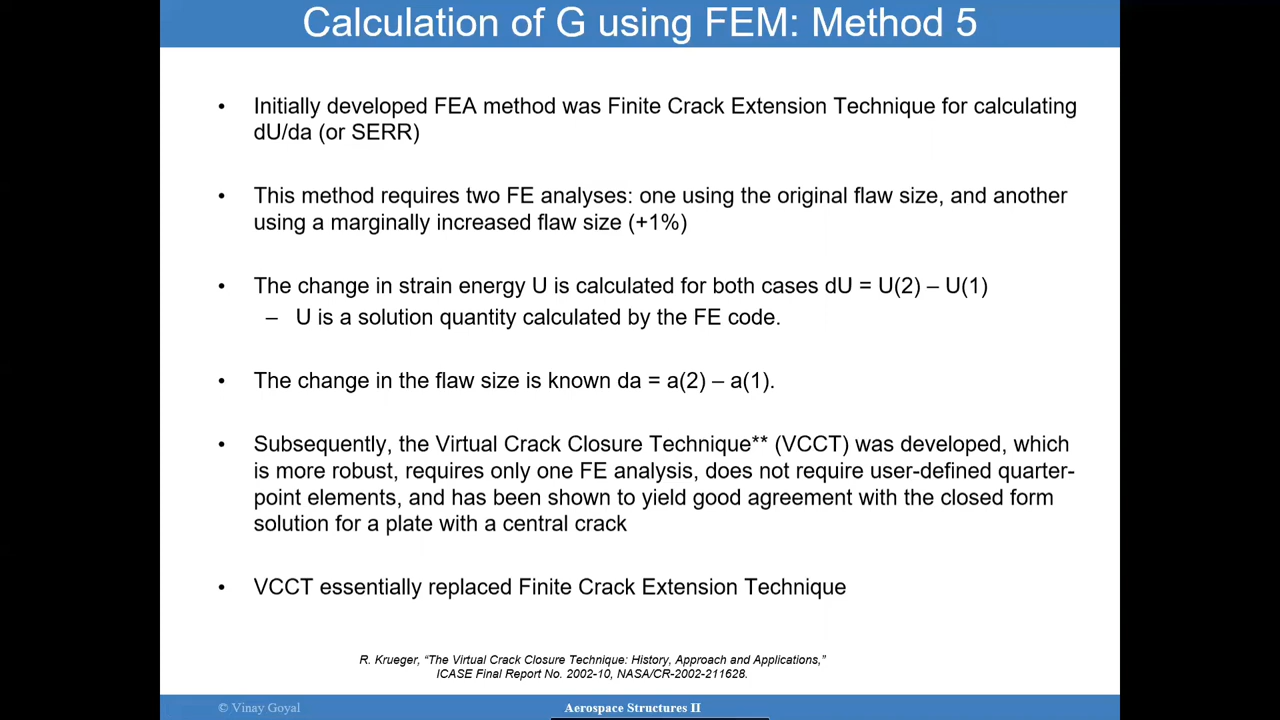 Calculation of G using FEM: Method 5
• Initially developed FEA method was Finite Crack Extension Technique for calculating
dU/da (or SERR)
• This method requires two FE analyses: one using the original flaw size, and another
using a marginally increased flaw size (+1%)
• The change in strain energy U is calculated for both cases dU = U(2) – U(1)
– U is a solution quantity calculated by the FE code.
• The change in the flaw size is known da = a(2) – a(1).
• Subsequently, the Virtual Crack Closure Technique** (VCCT) was developed, which
is more robust, requires only one FE analysis, does not require user-defined quarter-
point elements, and has been shown to yield good agreement with the closed form
solution for a plate with a central crack
• VCCT essentially replaced Finite Crack Extension Technique
R. Krueger, “The Virtual Crack Closure Technique: History, Approach and Applications,”
ICASE Final Report No. 2002-10, NASA/CR-2002-211628.
© Vinay Goyal
Aerospace Structures II